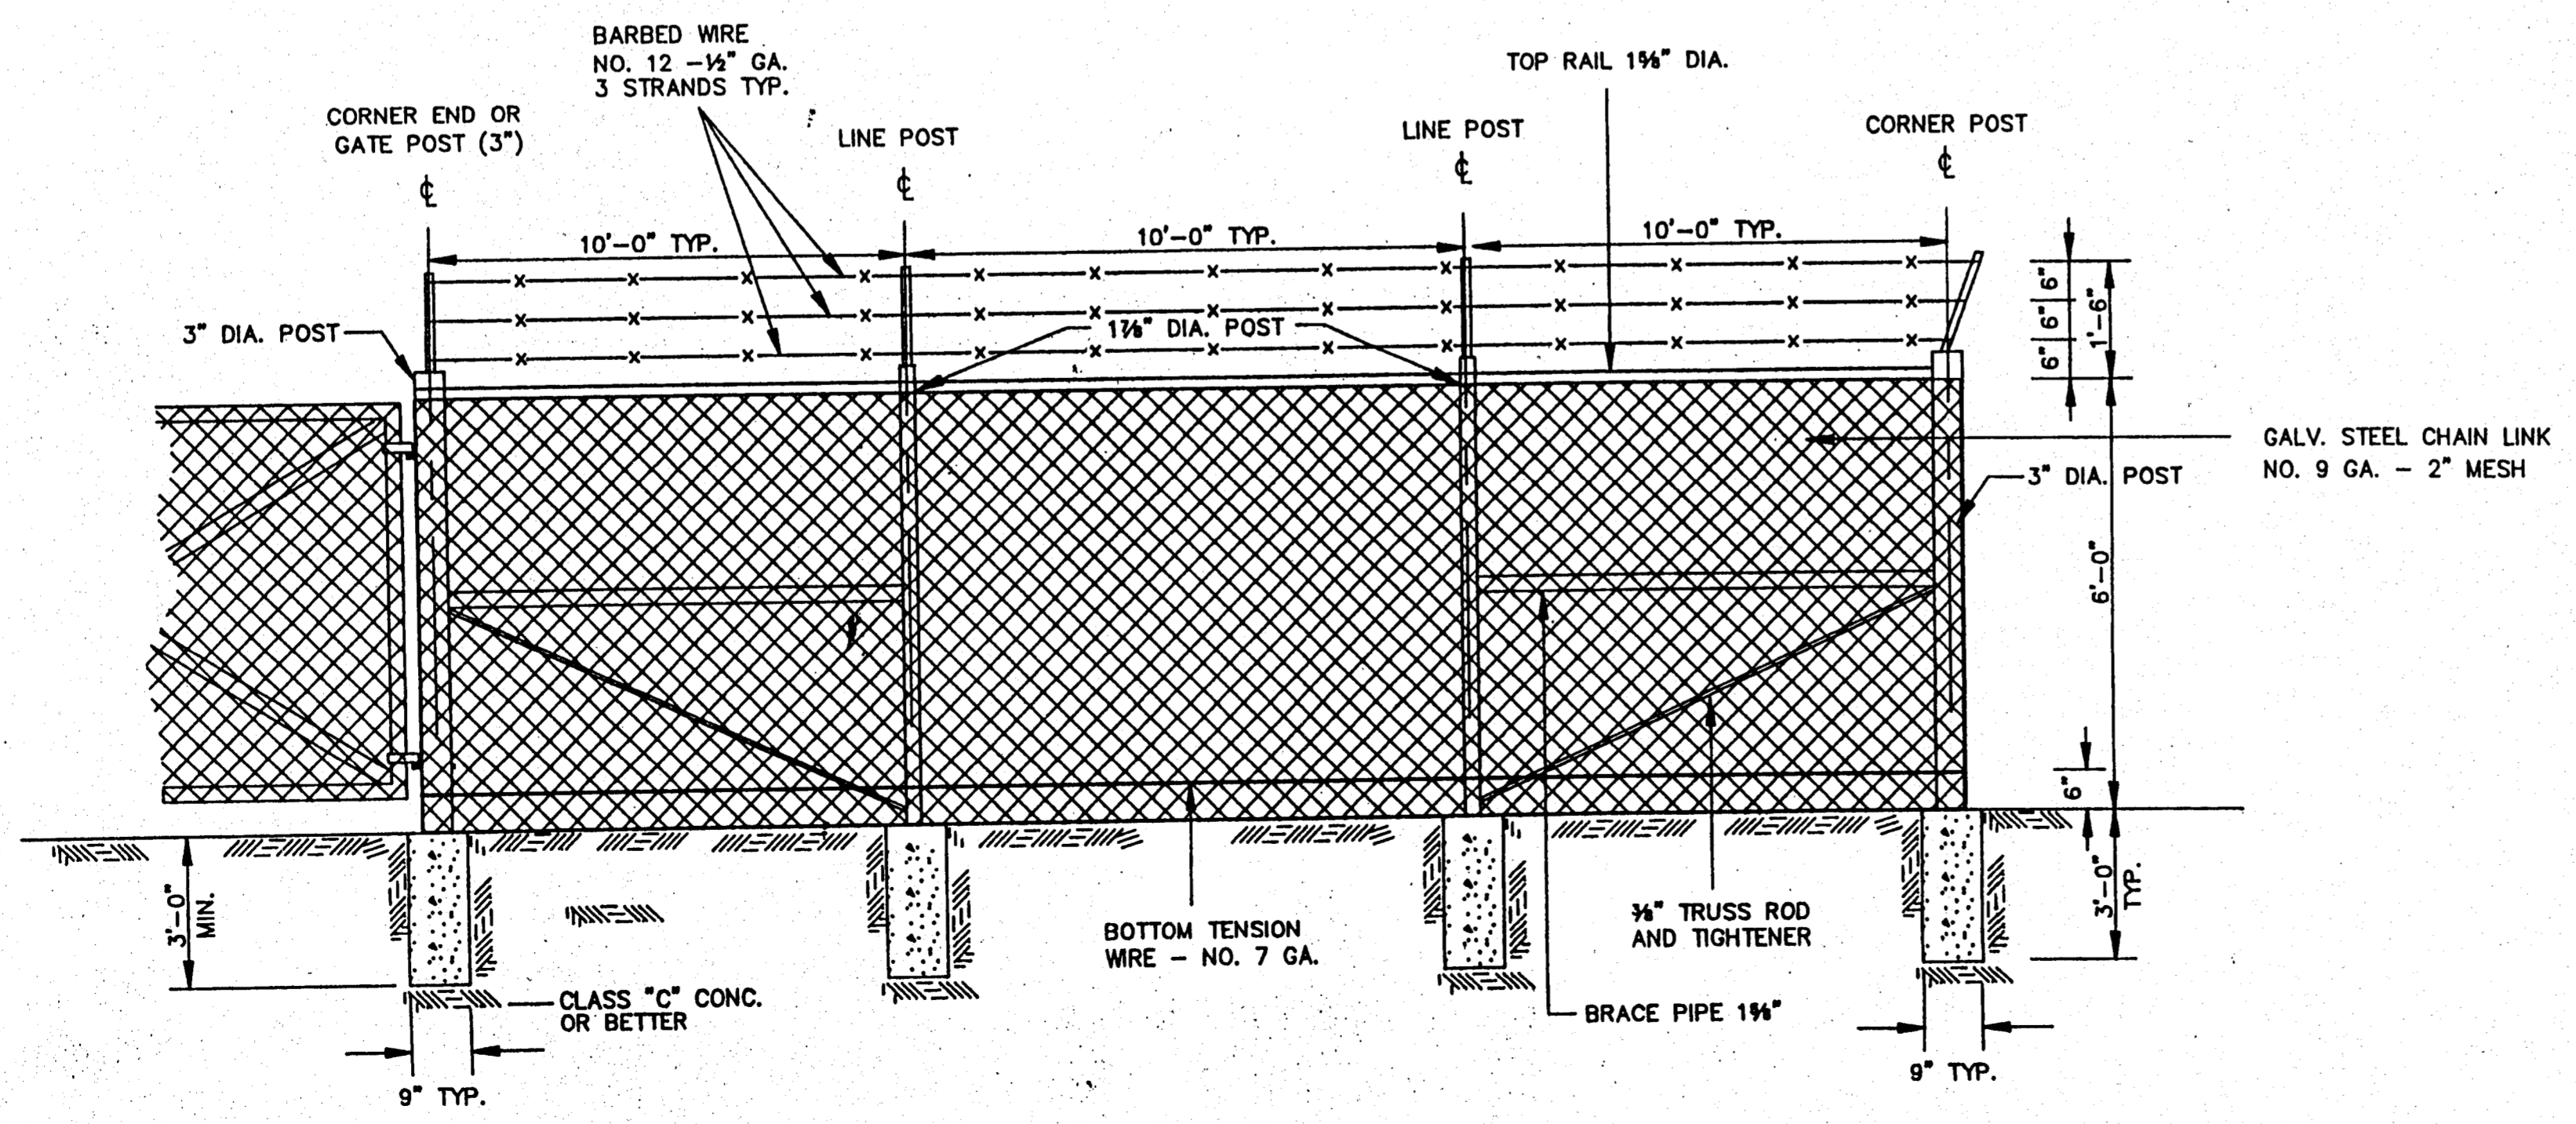 BARBED WIRE
NO. 12 -½" GA.
3 STRANDS TYP.
TOP RAIL 1⅝" DIA.
CORNER END OR
GATE POST (3")
LINE POST
LINE POST
CORNER POST
℄
℄
℄
℄
10'-0" TYP.
10'-0" TYP.
10'-0" TYP.
6"
6"
6"
1'-6"
3" DIA. POST
1⅞" DIA. POST
GALV. STEEL CHAIN LINK
NO. 9 GA. - 2" MESH
3" DIA. POST
6'-0"
6"
3'-0"
MIN.
3'-0"
TYP.
BOTTOM TENSION
WIRE - NO. 7 GA.
⅜" TRUSS ROD
AND TIGHTENER
CLASS "C" CONC.
OR BETTER
BRACE PIPE 1⅝"
9" TYP.
9" TYP.